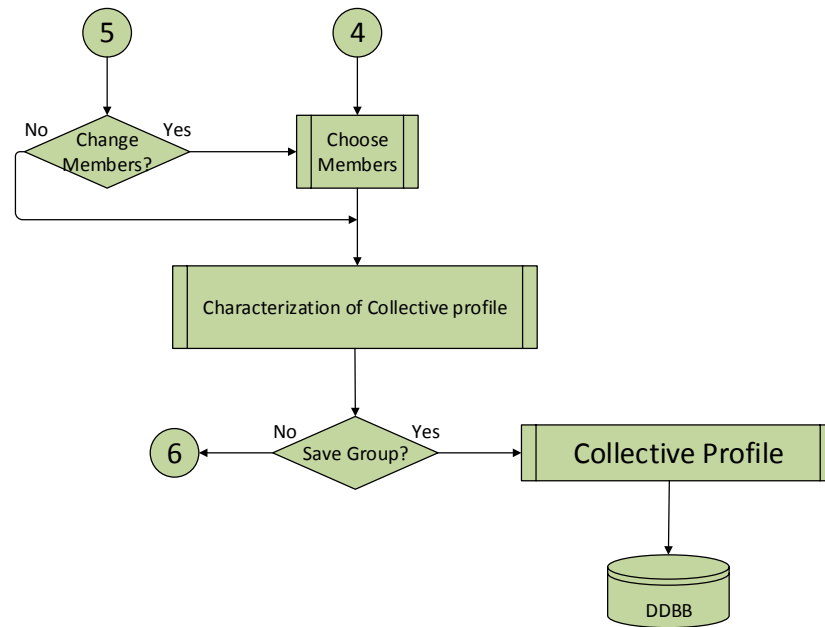 5
4
No
Yes
Change
Members?
Choose
Members
Characterization of Collective profile
6
No
Yes
Save Group?
Collective Profile
DDBB